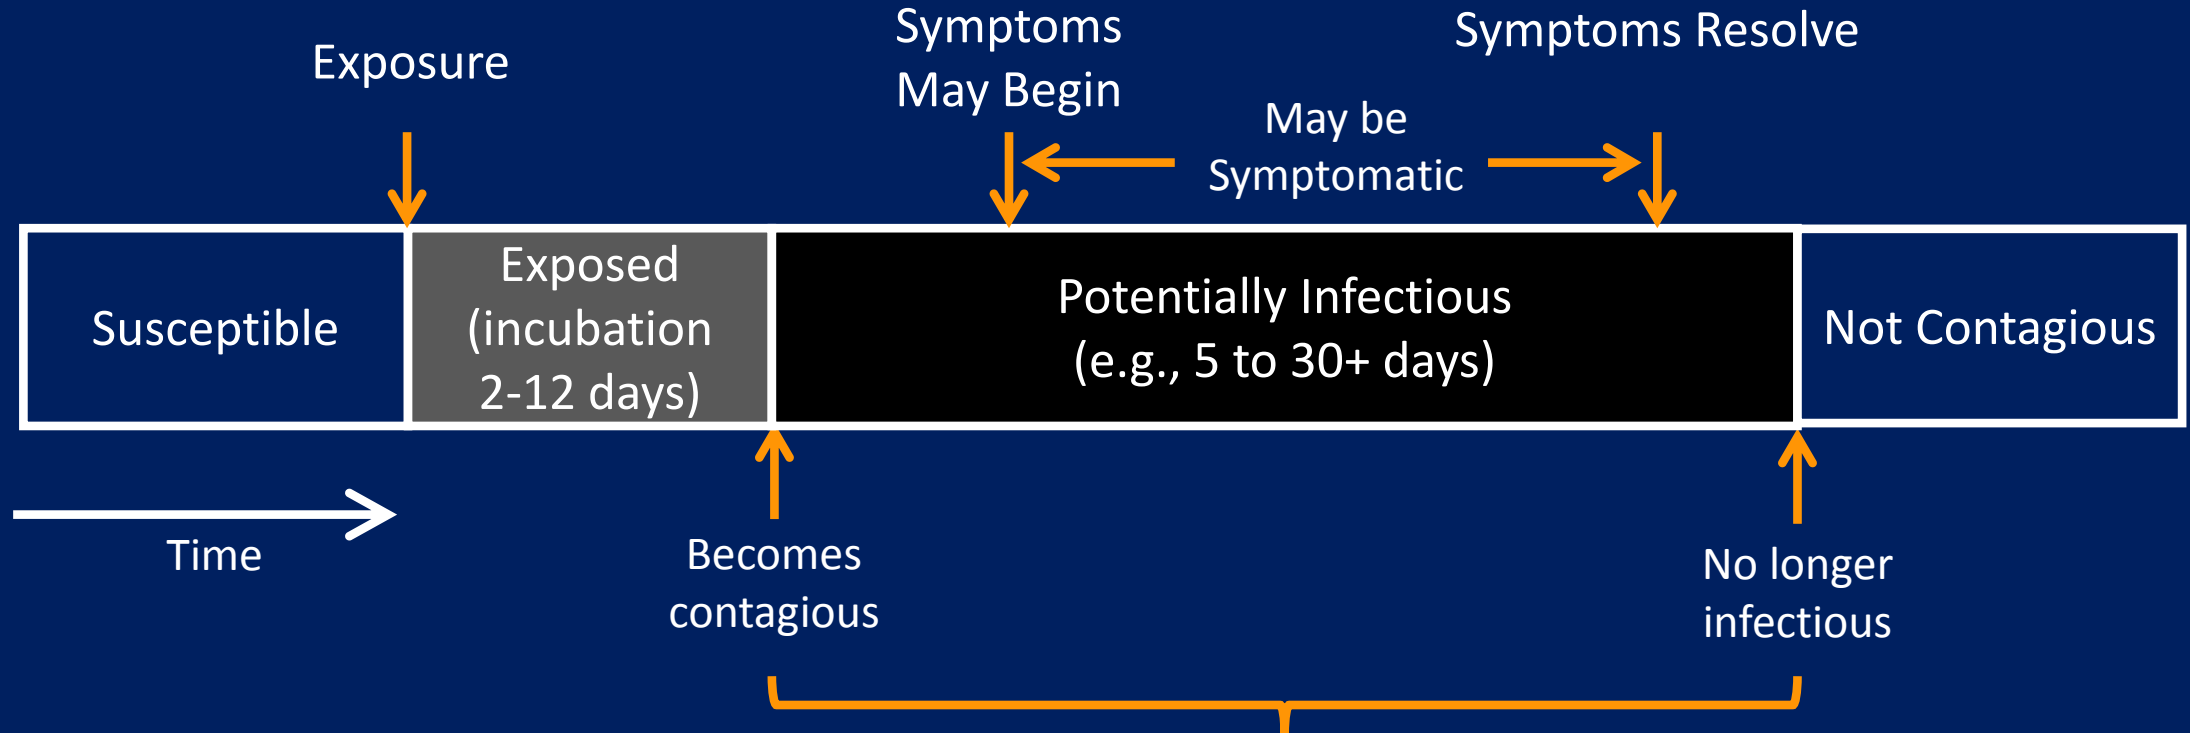 Exposure
Symptoms
May Begin
Symptoms Resolve
May be
Symptomatic
Susceptible
Exposed
(incubation
2-12 days)
Potentially Infectious
(e.g., 5 to 30+ days)
Not Contagious
Time
Becomes
contagious
No longer
infectious